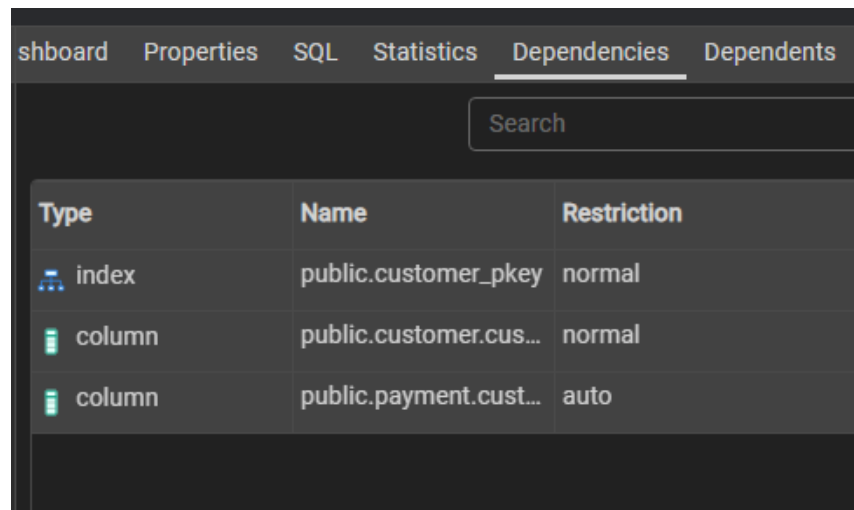 shboard Properties SQL Statistics Dependencies Dependents
Search
Type Name Restriction
index public.customer_pkey normal
column public.customer.cus... normal
column public.payment.cust... auto